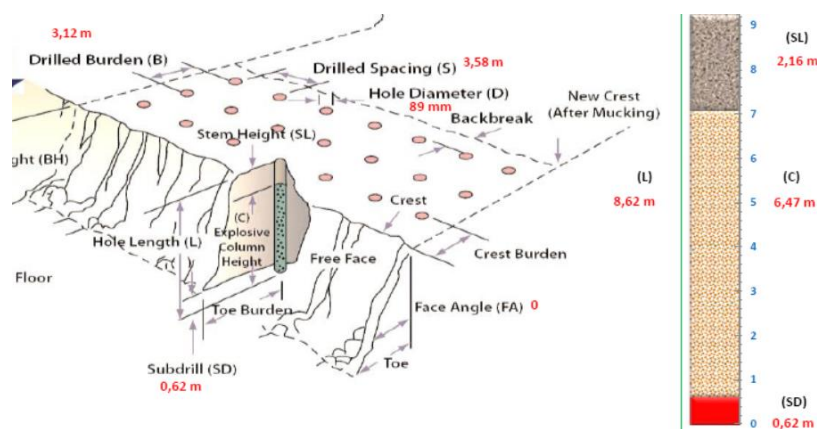 3,12 m
Drilled Burden (B)
Drilled Spacing (S)
3,58 m
Hole Diameter (D)
89 mm
Backbreak
New Crest
(After Mucking)
Stem Height (SL)
ght (BH)
Crest
(C)
Explosive
Column
Height
Hole Length (L)
Free Face
Crest Burden
Floor
Toe Burden
Face Angle (FA) 0
Subdrill (SD)
0,62 m
Toe
(L)
8,62 m
9
8
7
6
5
4
3
2
1
0
(SL)
2,16 m
(C)
6,47 m
(SD)
0,62 m